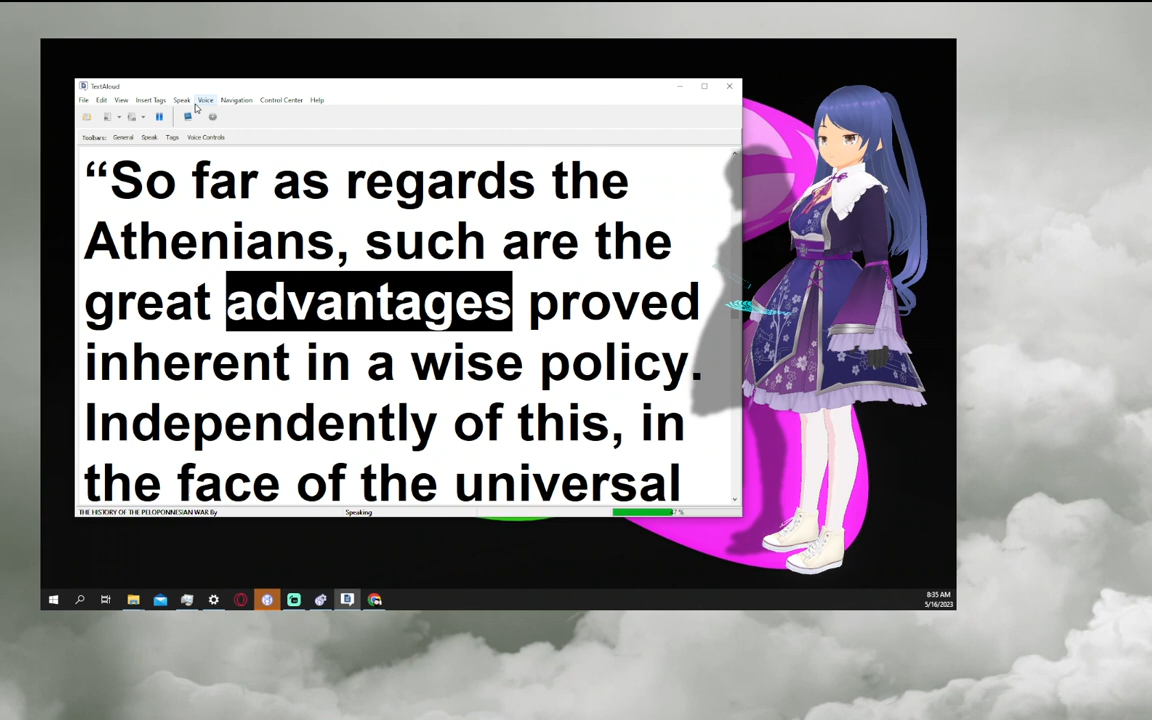 TextAloud
File Edit View Insert Tags Speak Voice Navigation Control Center Help
Toolbars: General Speak Tags Voice Controls
“So far as regards the
Athenians, such are the
great advantages proved
inherent in a wise policy.
Independently of this, in
the face of the universal
THE HISTORY OF THE PELOPONNESIAN WAR By Speaking 47 %
8:35 AM
5/16/2023